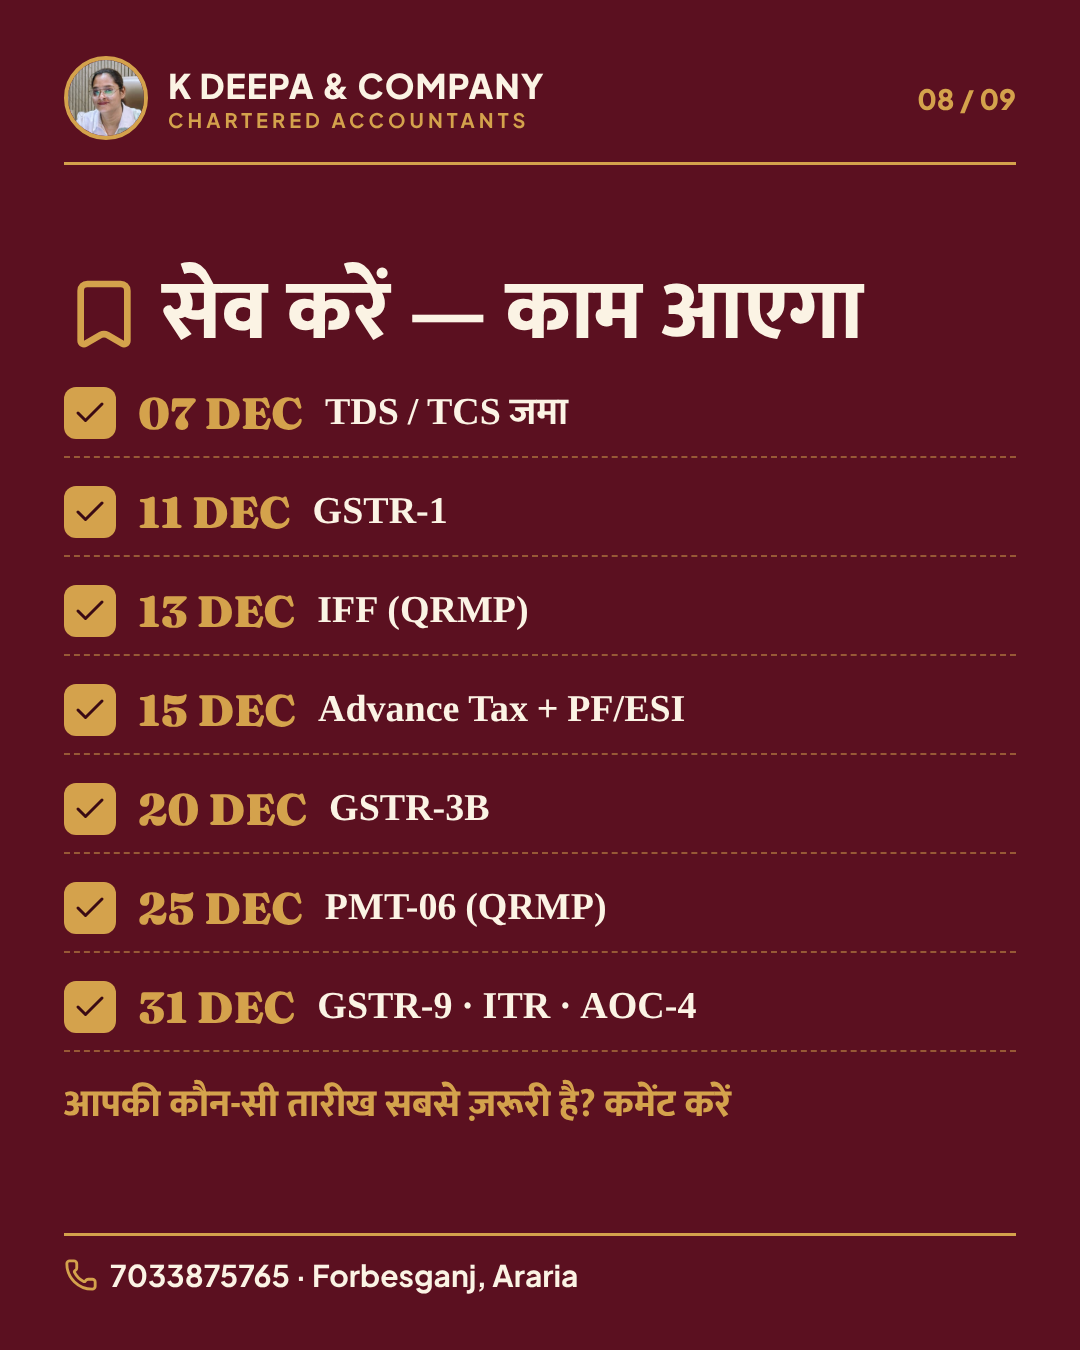 K DEEPA & COMPANY
CHARTERED ACCOUNTANTS
08 / 09
सेव करें — काम आएगा
07 DEC TDS / TCS जमा
11 DEC GSTR-1
13 DEC IFF (QRMP)
15 DEC Advance Tax + PF/ESI
20 DEC GSTR-3B
25 DEC PMT-06 (QRMP)
31 DEC GSTR-9 · ITR · AOC-4
आपकी कौन-सी तारीख सबसे ज़रूरी है? कमेंट करें
7033875765 · Forbesganj, Araria